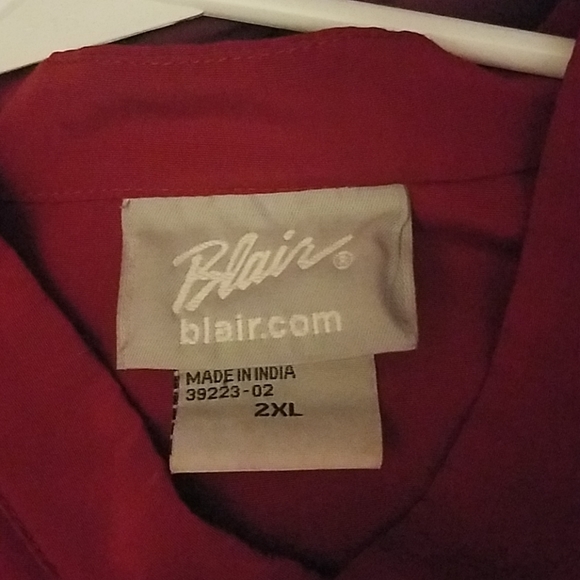 Blair®
blair.com
MADE IN INDIA
39223-02
2XL